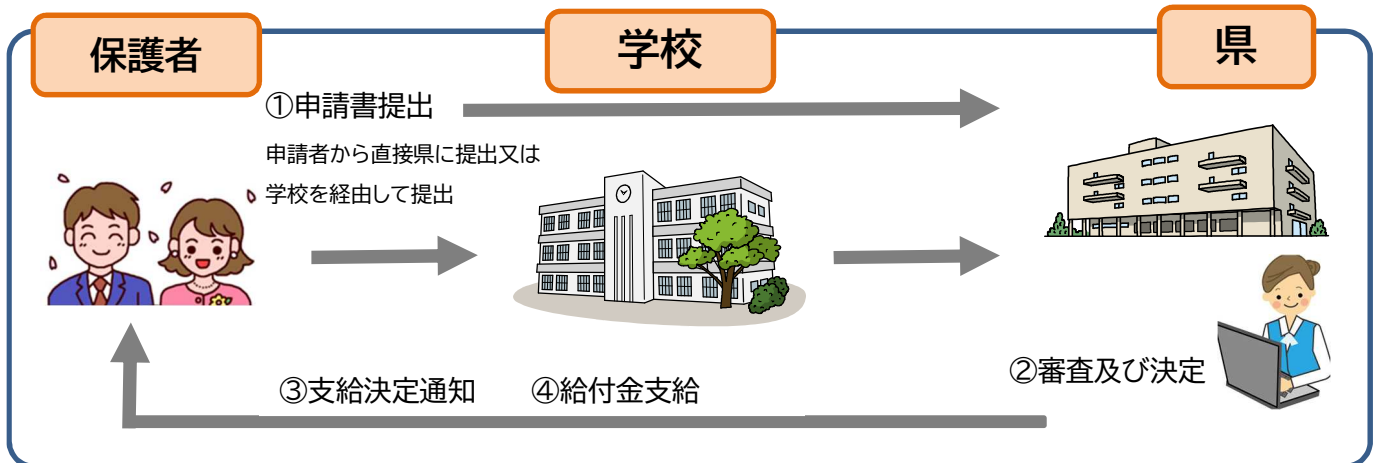 保護者
学校
県
①申請書提出
申請者から直接県に提出又は
学校を経由して提出
②審査及び決定
③支給決定通知 ④給付金支給